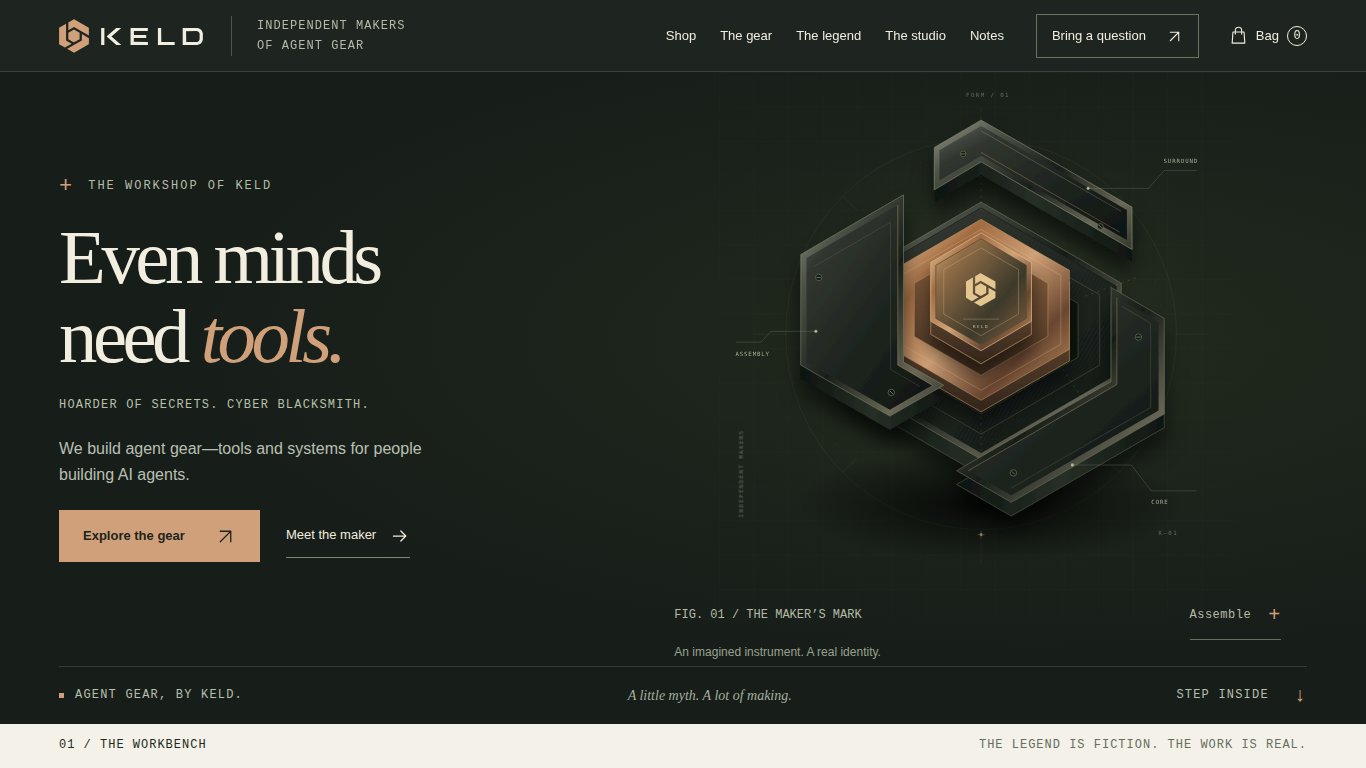 KELD
INDEPENDENT MAKERS
OF AGENT GEAR
Shop
The gear
The legend
The studio
Notes
Bring a question
Bag 0
FORM / 01
SURROUND
+ THE WORKSHOP OF KELD
Even minds
need tools.
KELD
ASSEMBLY
HOARDER OF SECRETS. CYBER BLACKSMITH.
We build agent gear—tools and systems for people
building AI agents.
INDEPENDENT MAKERS
CORE
K—01
Explore the gear
Meet the maker →
FIG. 01 / THE MAKER’S MARK
Assemble +
An imagined instrument. A real identity.
AGENT GEAR, BY KELD.
A little myth. A lot of making.
STEP INSIDE ↓
01 / THE WORKBENCH
THE LEGEND IS FICTION. THE WORK IS REAL.